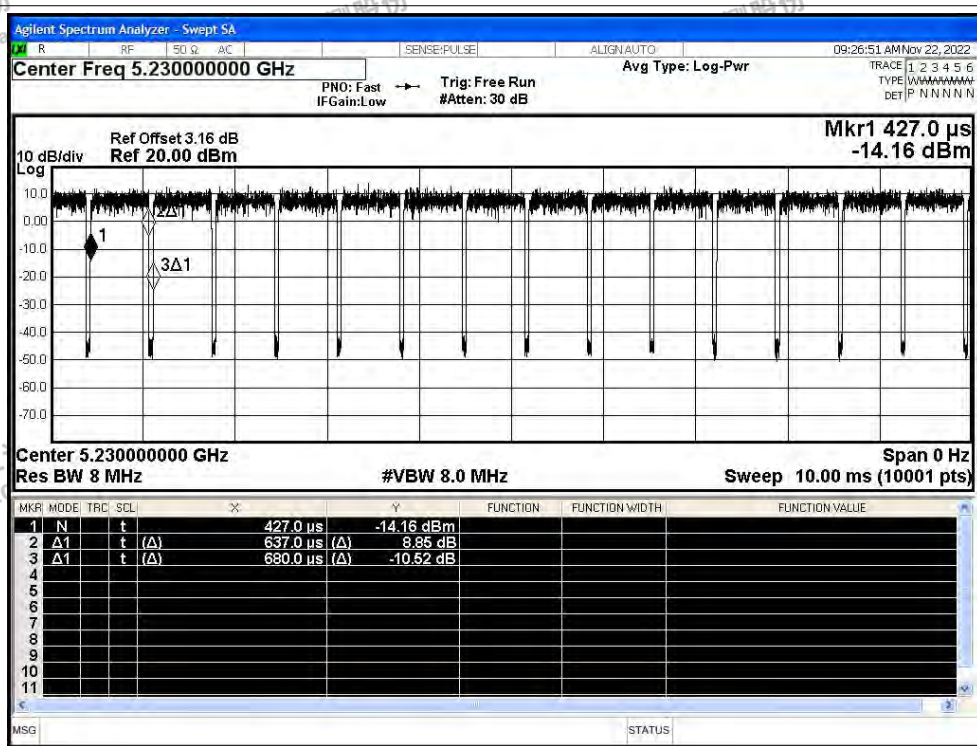 Agilent Spectrum Analyzer - Swept SA
R RF 50 Ω AC SENSE:PULSE ALIGN AUTO 09:26:51 AM Nov 22, 2022
Center Freq 5.230000000 GHz Avg Type: Log-Pwr TRACE 1 2 3 4 5 6
PNO: Fast Trig: Free Run TYPE
IFGain:Low #Atten: 30 dB DET P N N N N N
Mkr1 427.0 µs
Ref Offset 3.16 dB
10 dB/div Ref 20.00 dBm -14.16 dBm
Log
10.0
0.00
2Δ1
1
-10.0
3Δ1
-20.0
-30.0
-40.0
-50.0
-60.0
-70.0
Center 5.230000000 GHz Span 0 Hz
Res BW 8 MHz #VBW 8.0 MHz Sweep 10.00 ms (10001 pts)
MKR MODE TRC SCL X Y FUNCTION FUNCTION WIDTH FUNCTION VALUE
1 N t 427.0 µs -14.16 dBm
2 Δ1 t (Δ) 637.0 µs (Δ) 8.85 dB
3 Δ1 t (Δ) 680.0 µs (Δ) -10.52 dB
4
5
6
7
8
9
10
11
MSG STATUS